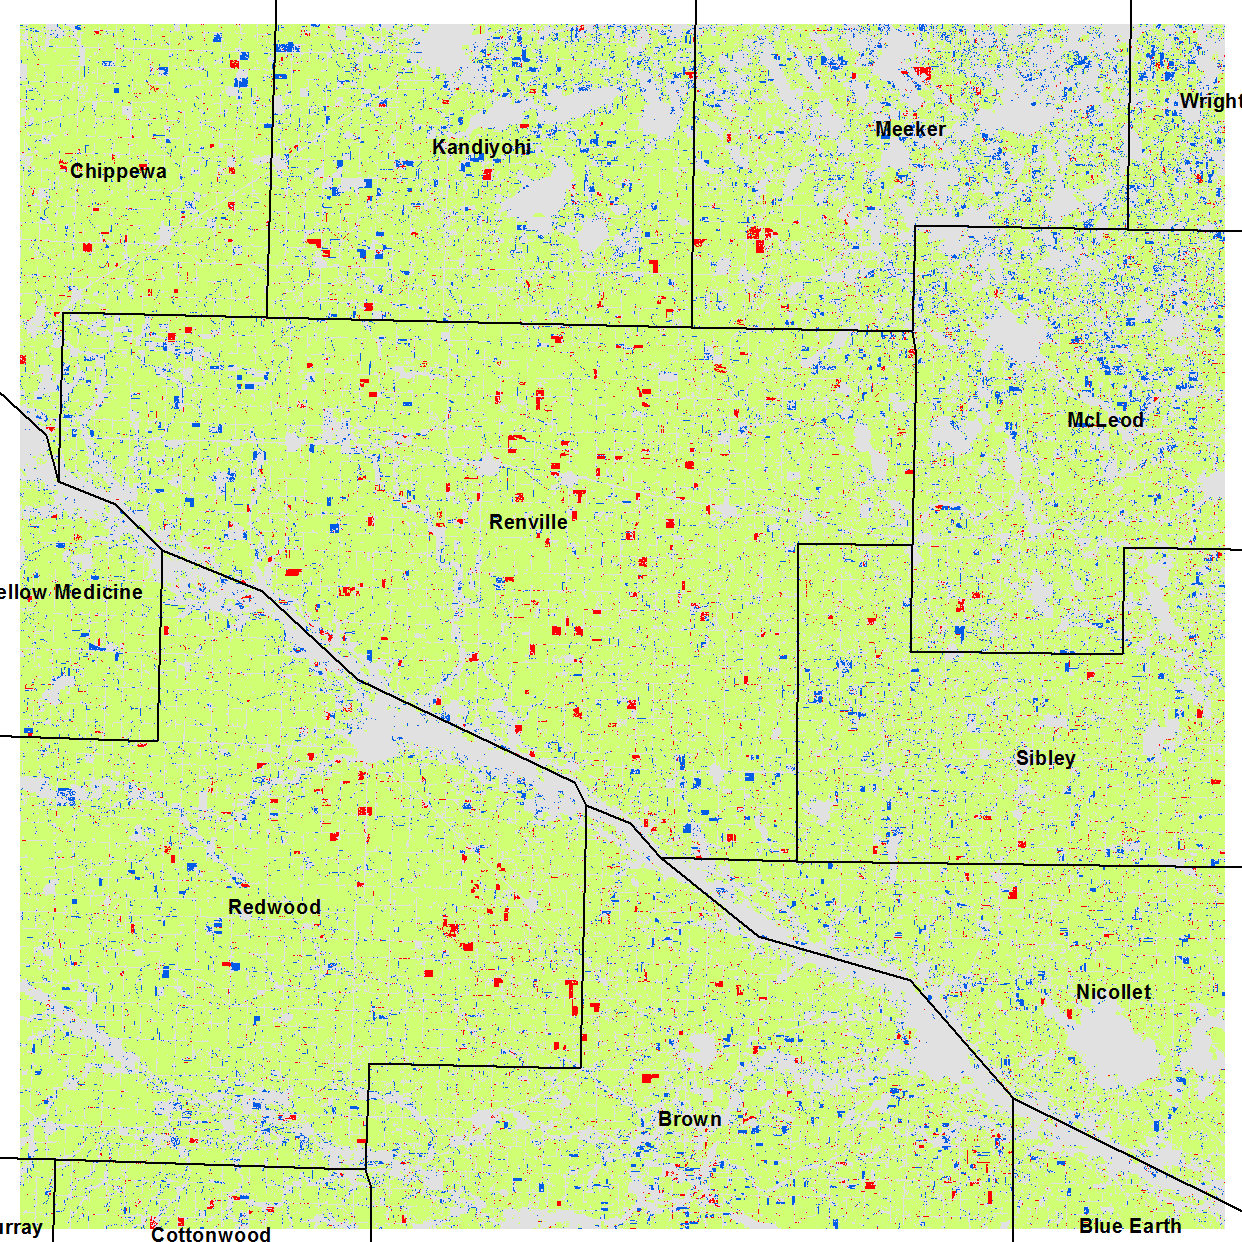 Wright
Meeker
Kandiyohi
Chippewa
McLeod
Renville
ellow Medicine
Sibley
Redwood
Nicollet
Brown
Blue Earth
urray
Cottonwood